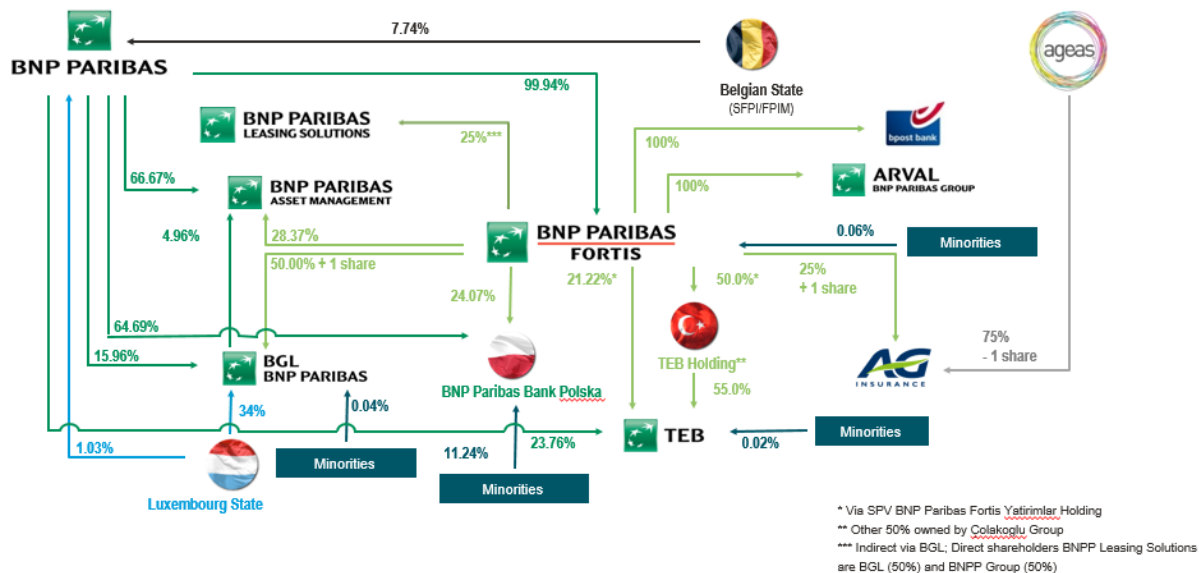 7.74%
BNP PARIBAS
ageas
Belgian State
(SFPI/FPIM)
99.94%
BNP PARIBAS
LEASING SOLUTIONS
25%***
bpost bank
100%
ARVAL
BNP PARIBAS GROUP
100%
66.67%
BNP PARIBAS
ASSET MANAGEMENT
4.96%
28.37%
50.00% + 1 share
BNP PARIBAS
FORTIS
0.06%
Minorities
21.22%*
50.0%*
25%
+ 1 share
24.07%
64.69%
15.96%
BGL
BNP PARIBAS
BNP Paribas Bank Polska
TEB Holding**
AG
INSURANCE
75%
- 1 share
55.0%
34%
0.04%
1.03%
11.24%
23.76%
TEB
0.02%
Minorities
Minorities
Minorities
Luxembourg State
* Via SPV BNP Paribas Fortis Yatirimlar Holding
** Other 50% owned by Çolakoglu Group
*** Indirect via BGL; Direct shareholders BNPP Leasing Solutions
are BGL (50%) and BNPP Group (50%)